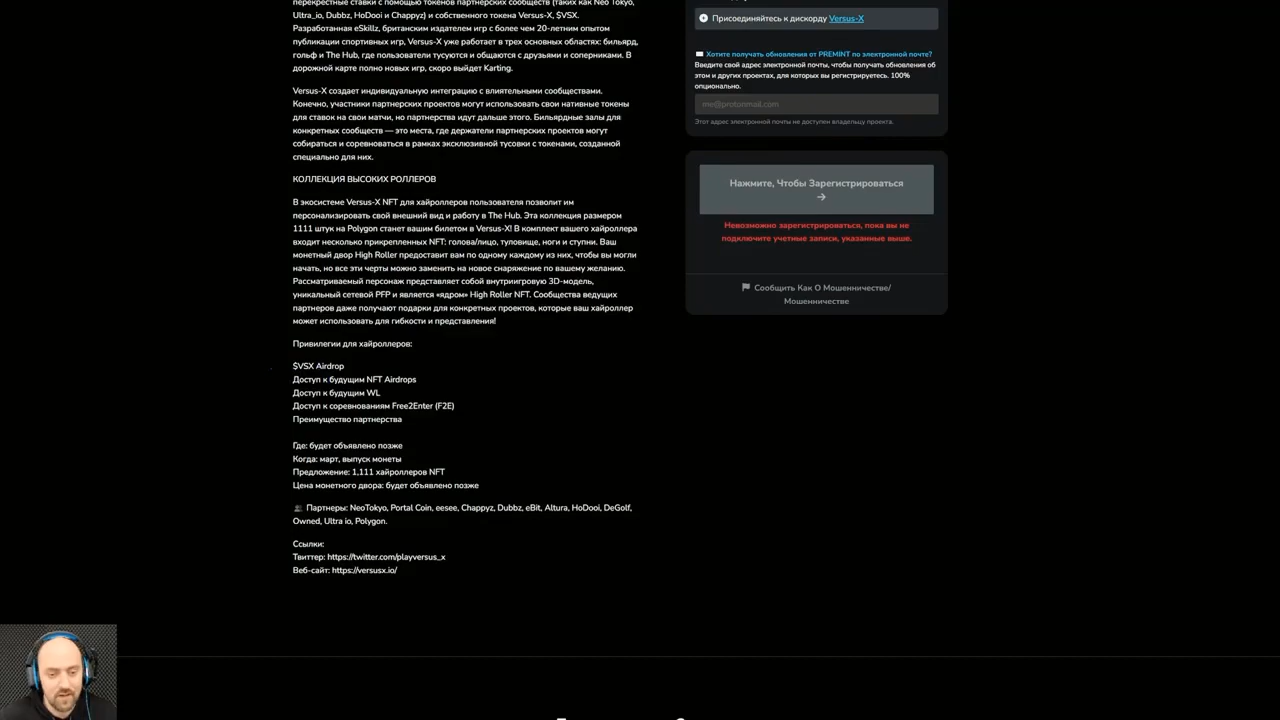 перекрестные ставки с помощью токенов партнерских сообществ (таких как Neo Tokyo,
Ultra_io, Dubbz, HoDooi и Chappyz) и собственного токена Versus-X, $VSX.
Разработанная eSkillz, британским издателем игр с более чем 20-летним опытом
публикации спортивных игр, Versus-X уже работает в трех основных областях: бильярд,
гольф и The Hub, где пользователи тусуются и общаются с друзьями и соперниками. В
дорожной карте полно новых игр, скоро выйдет Karting.
Versus-X создает индивидуальную интеграцию с влиятельными сообществами.
Конечно, участники партнерских проектов могут использовать свои нативные токены
для ставок на свои матчи, но партнерства идут дальше этого. Бильярдные залы для
конкретных сообществ — это места, где держатели партнерских проектов могут
собираться и соревноваться в рамках эксклюзивной тусовки с токенами, созданной
специально для них.
КОЛЛЕКЦИЯ ВЫСОКИХ РОЛЛЕРОВ
В экосистеме Versus-X NFT для хайроллеров пользователя позволит им
персонализировать свой внешний вид и работу в The Hub. Эта коллекция размером
1111 штук на Polygon станет вашим билетом в Versus-X! В комплект вашего хайроллера
входит несколько прикрепленных NFT: голова/лицо, туловище, ноги и ступни. Ваш
монетный двор High Roller предоставит вам по одному каждому из них, чтобы вы могли
начать, но все эти черты можно заменить на новое снаряжение по вашему желанию.
Рассматриваемый персонаж представляет собой внутриигровую 3D-модель,
уникальный сетевой PFP и является «ядром» High Roller NFT. Сообщества ведущих
партнеров даже получают подарки для конкретных проектов, которые ваш хайроллер
может использовать для гибкости и представления!
Привилегии для хайроллеров:
$VSX Airdrop
Доступ к будущим NFT Airdrops
Доступ к будущим WL
Доступ к соревнованиям Free2Enter (F2E)
Преимущество партнерства
Где: будет объявлено позже
Когда: март, выпуск монеты
Предложение: 1,111 хайроллеров NFT
Цена монетного двора: будет объявлено позже
Партнеры: NeoTokyo, Portal Coin, eesee, Chappyz, Dubbz, eBit, Altura, HoDooi, DeGolf,
Owned, Ultra io, Polygon.
Ссылки:
Твиттер: https://twitter.com/playversus_x
Веб-сайт: https://versusx.io/
Присоединяйтесь к дискорду Versus-X
Хотите получать обновления от PREMINT по электронной почте?
Введите свой адрес электронной почты, чтобы получать обновления об
этом и других проектах, для которых вы регистрируетесь. 100%
опционально.
me@protonmail.com
Этот адрес электронной почты не доступен владельцу проекта.
Нажмите, Чтобы Зарегистрироваться
→
Невозможно зарегистрироваться, пока вы не
подключите учетные записи, указанные выше.
Сообщить Как О Мошенничестве/
Мошенничестве